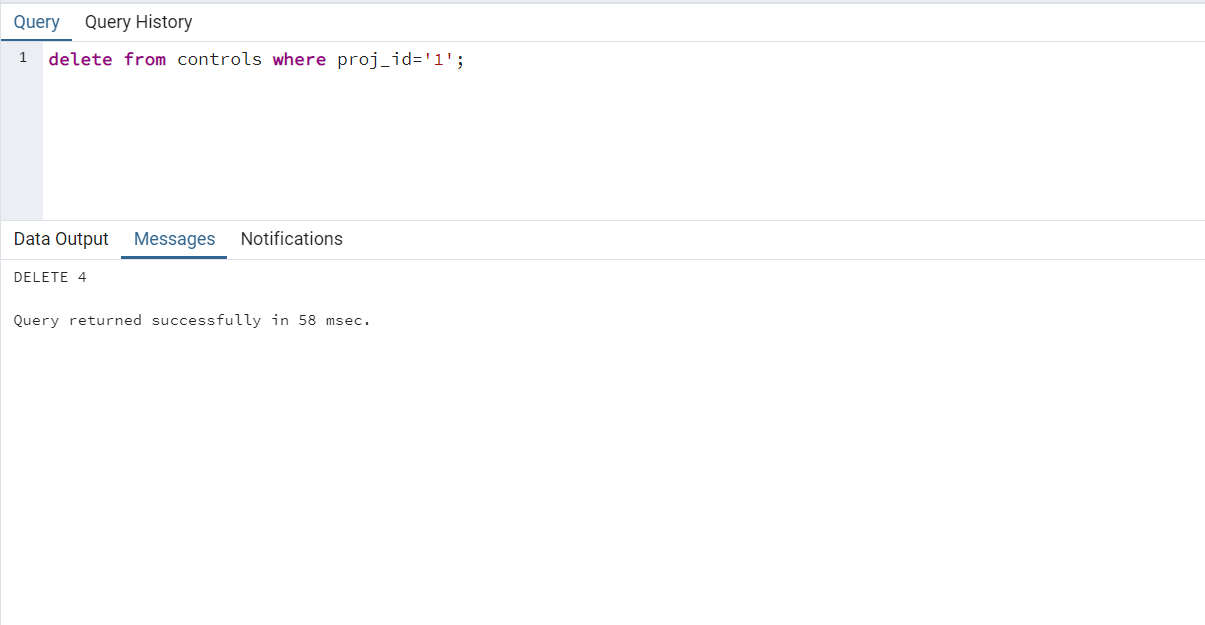 Query Query History
1 delete from controls where proj_id='1';
Data Output Messages Notifications
DELETE 4
Query returned successfully in 58 msec.